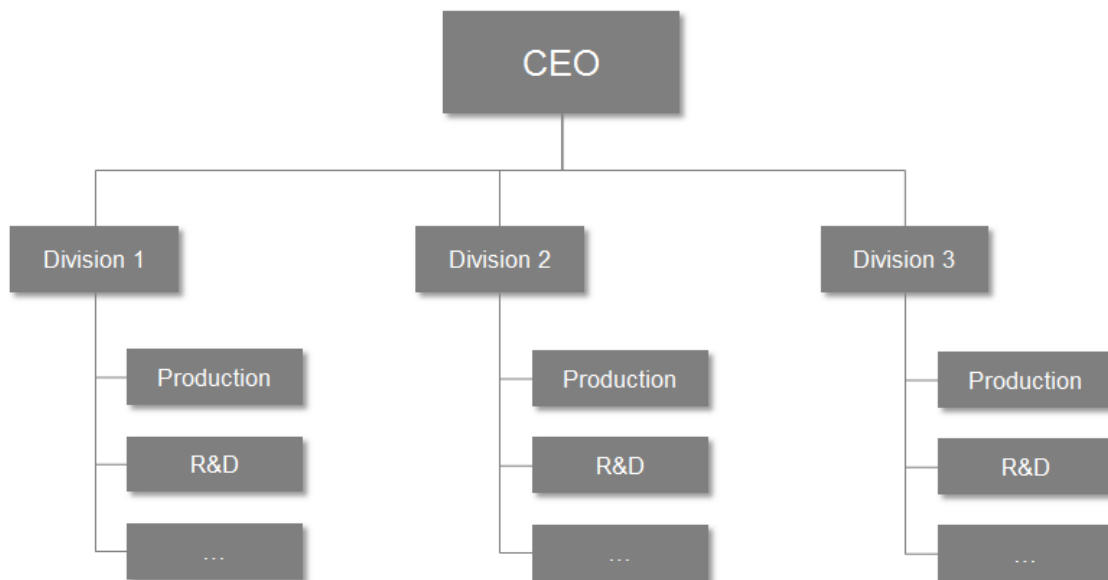 CEO
Division 1
Division 2
Division 3
Production
Production
Production
R&D
R&D
R&D
...
...
...